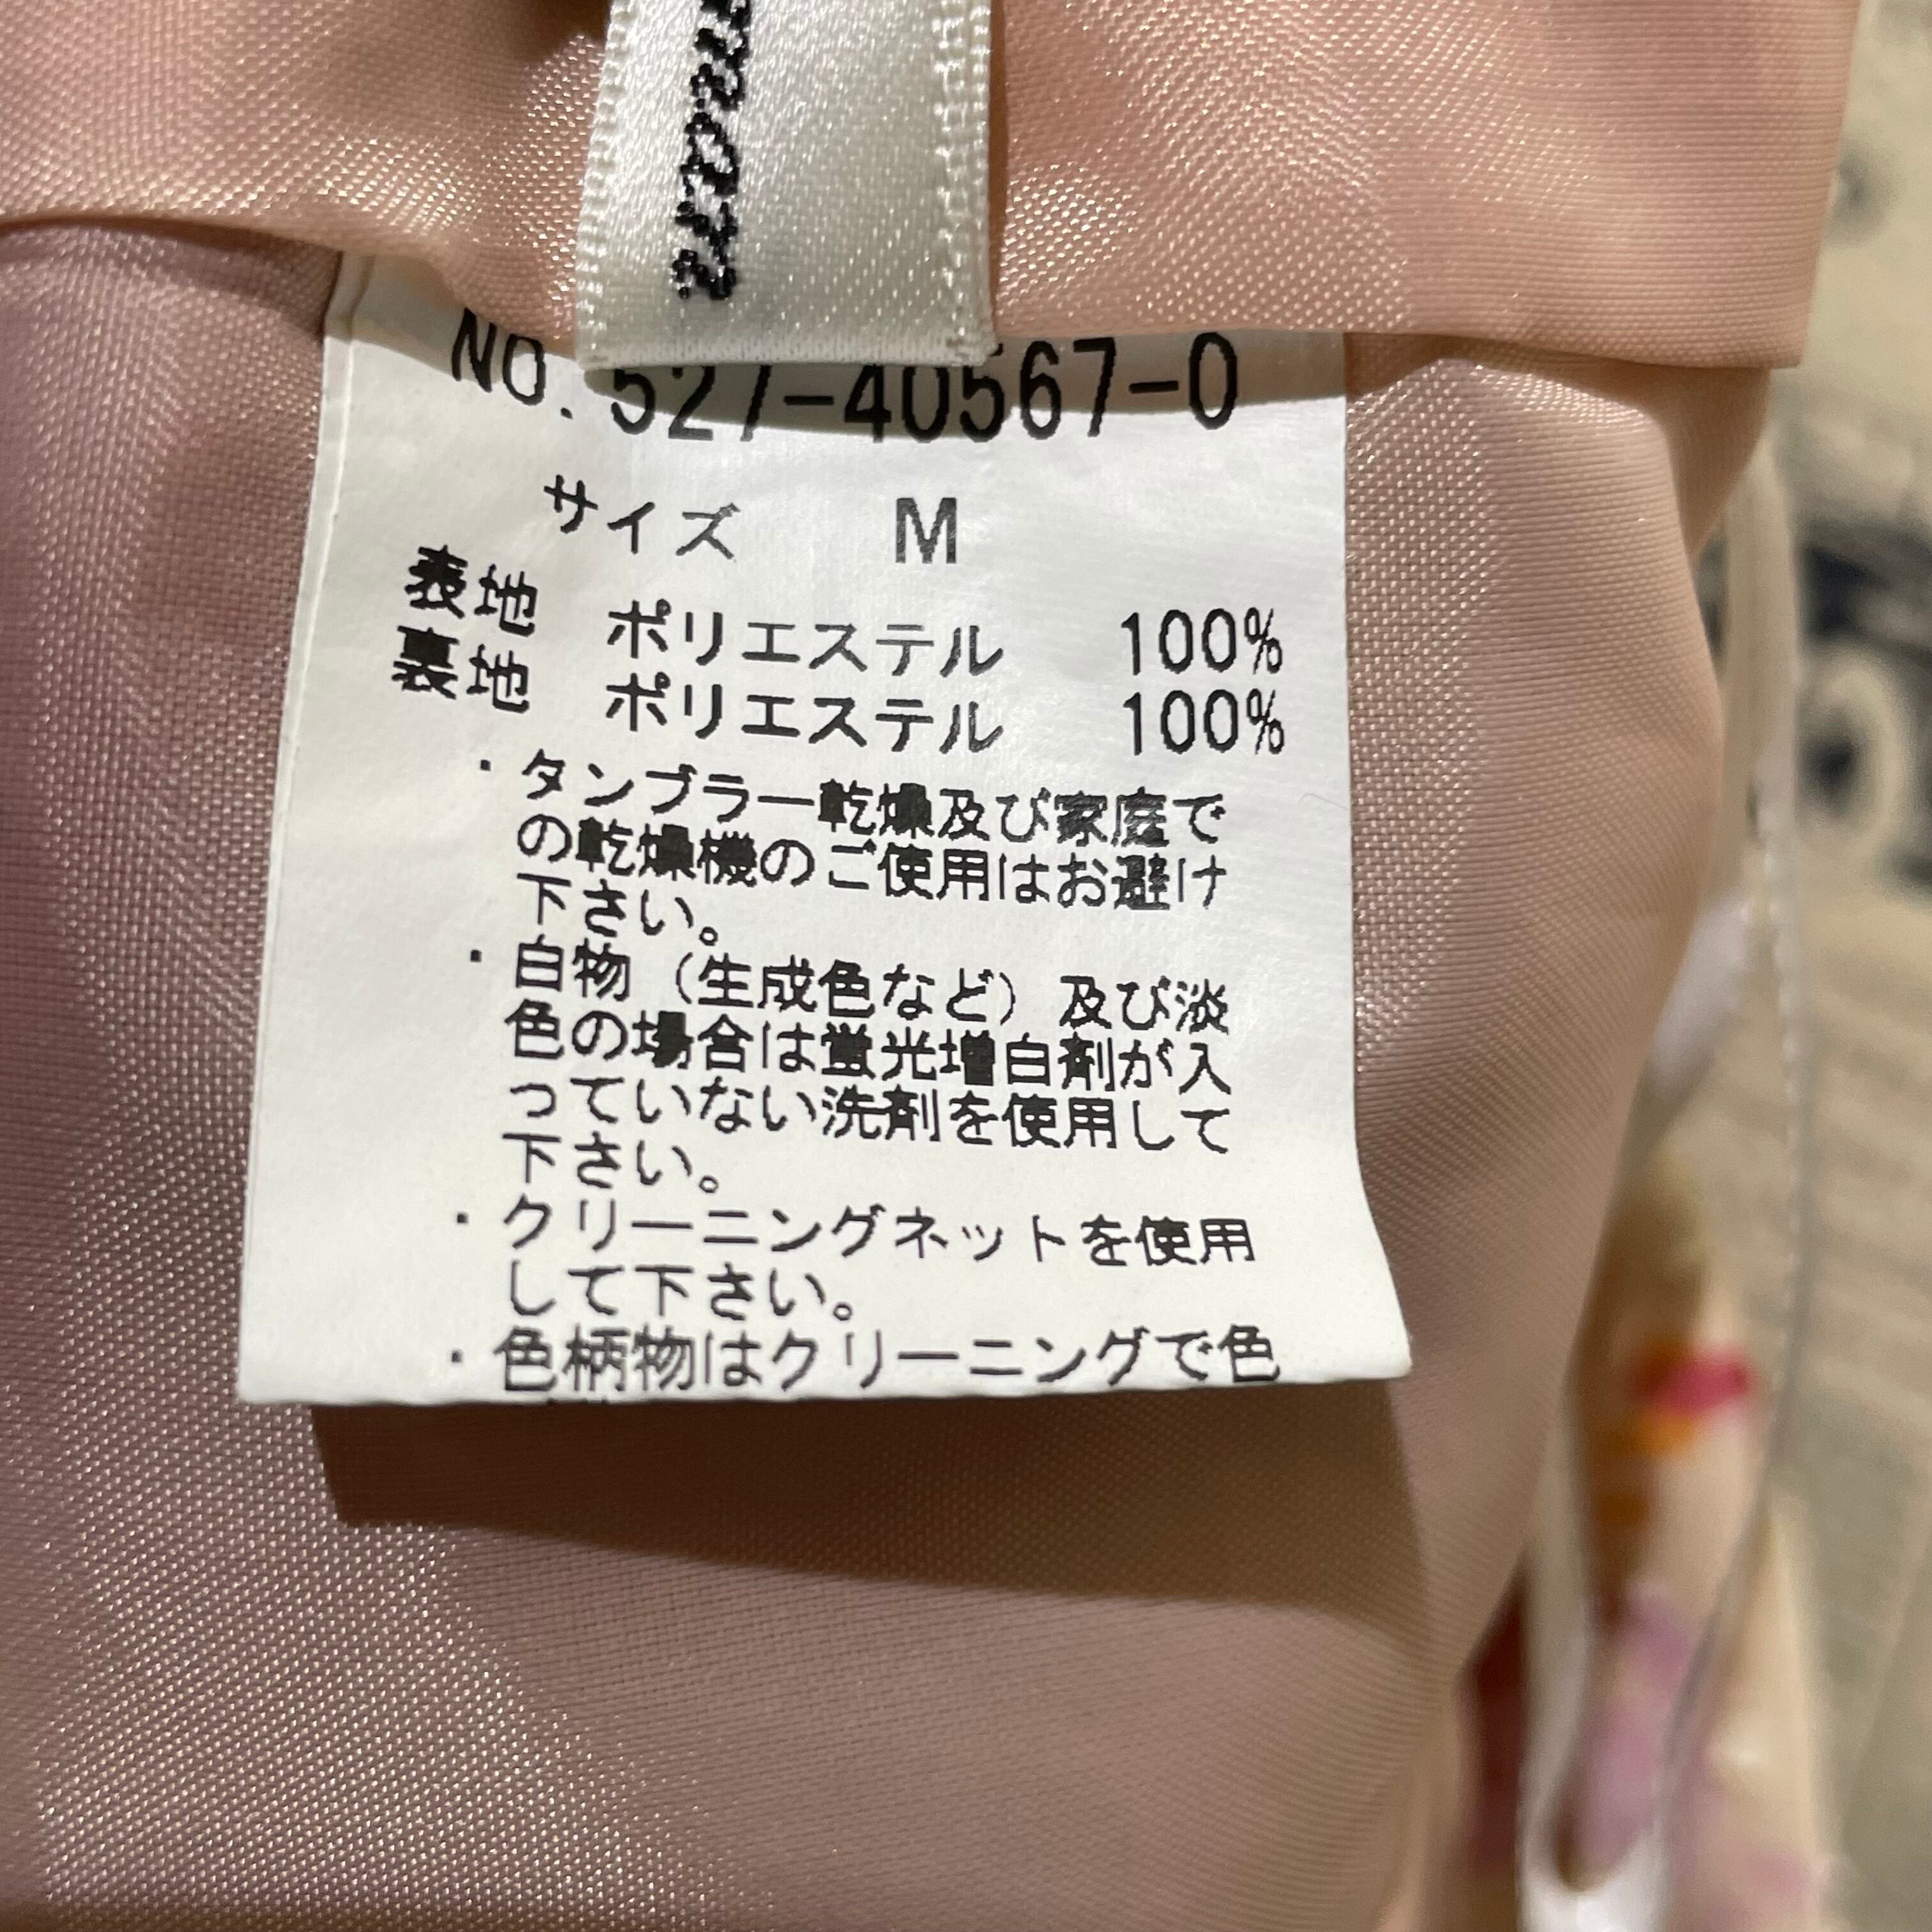 NO. 527-40567-0
サイズ M
表地 ポリエステル 100%
裏地 ポリエステル 100%
・タンブラー乾燥及び家庭で
の乾燥機のご使用はお避け
下さい。
・白物（生成色など）及び淡
色の場合は蛍光増白剤が入
っていない洗剤を使用して
下さい。
・クリーニングネットを使用
して下さい。
・色柄物はクリーニングで色